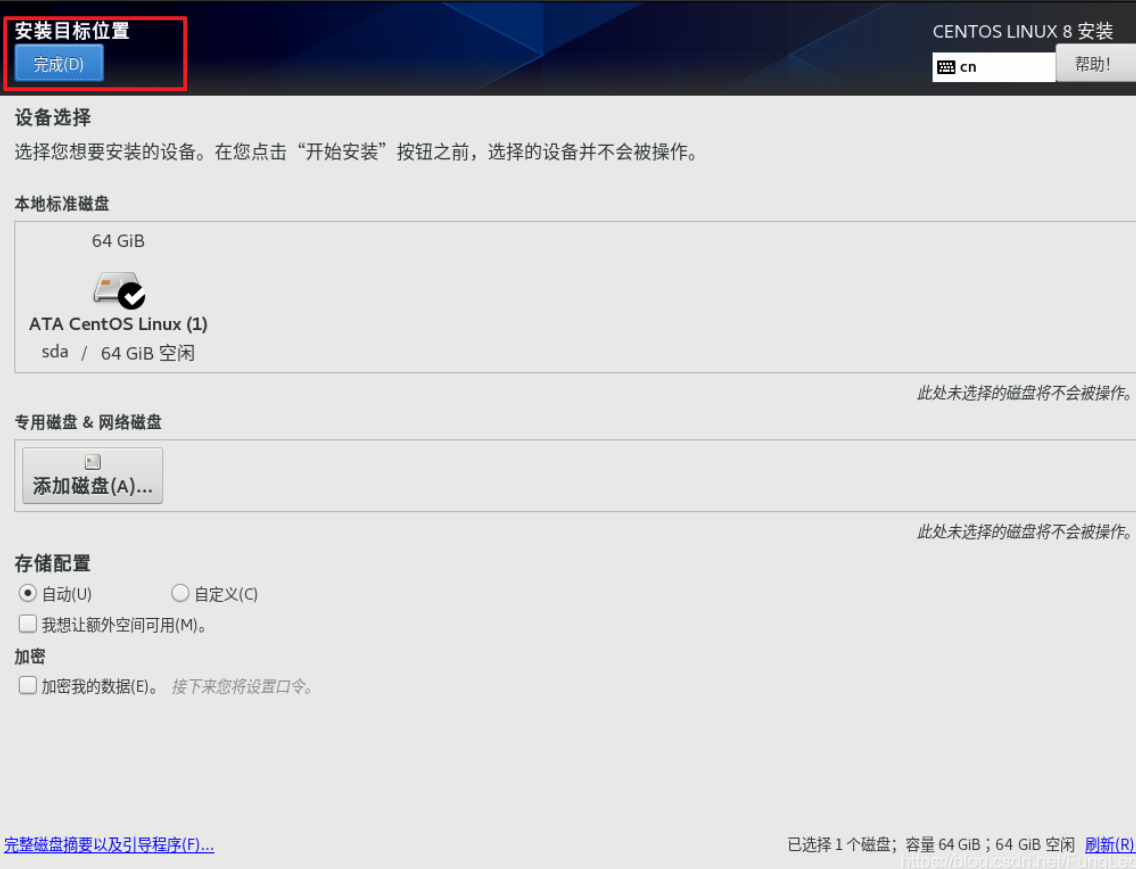 安装目标位置
完成(D)
CENTOS LINUX 8 安装
cn
帮助!
设备选择
选择您想要安装的设备。在您点击“开始安装”按钮之前，选择的设备并不会被操作。
本地标准磁盘
64 GiB
ATA CentOS Linux (1)
sda / 64 GiB 空闲
此处未选择的磁盘将不会被操作。
专用磁盘 & 网络磁盘
添加磁盘(A)...
此处未选择的磁盘将不会被操作。
存储配置
自动(U) 自定义(C)
我想让额外空间可用(M)。
加密
加密我的数据(E)。 接下来您将设置口令。
完整磁盘摘要以及引导程序(F)...
已选择 1 个磁盘；容量 64 GiB；64 GiB 空闲 刷新(R)
https://blog.csdn.net/FungLeo